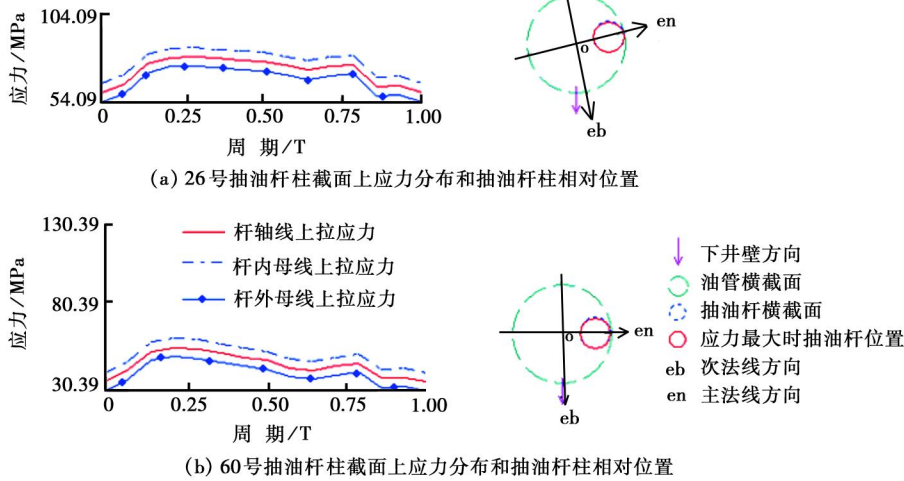 104.09
应力/MPa
54.09
0 0.25 0.50 0.75 1.00
周 期/T
en
o
eb
(a) 26号抽油杆柱截面上应力分布和抽油杆柱相对位置
130.39
应力/MPa
80.39
30.39
0 0.25 0.50 0.75 1.00
周 期/T
杆轴线上拉应力
杆内母线上拉应力
杆外母线上拉应力
en
o
eb
下井壁方向
油管横截面
抽油杆横截面
应力最大时抽油杆位置
eb 次法线方向
en 主法线方向
(b) 60号抽油杆柱截面上应力分布和抽油杆柱相对位置